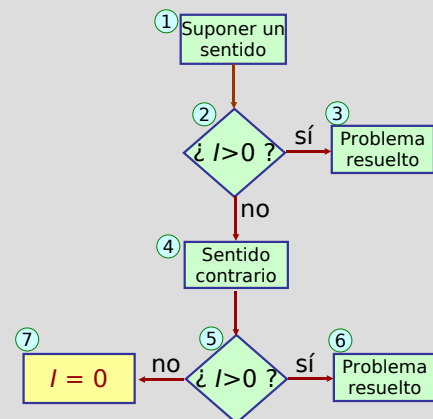 1
Suponer un
sentido
2
¿ I>0 ?
sí
3
Problema
resuelto
no
4
Sentido
contrario
5
¿ I>0 ?
sí
6
Problema
resuelto
no
7
I = 0